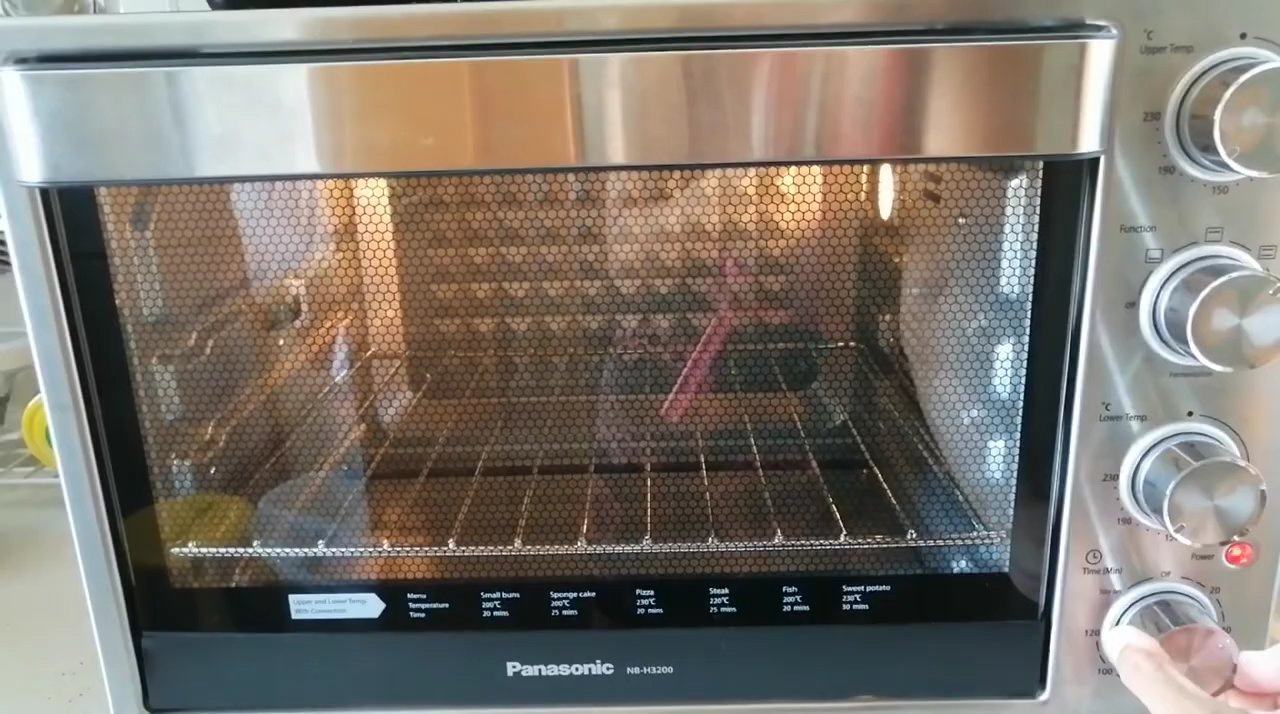 °C
Upper Temp.
230
190
150
Function
Off
°C
Lower Temp.
230
190
Power
Time (Min)
Off
20
120
100
Upper and Lower Temp.
With Convection
Menu Small buns Sponge cake Pizza Steak Fish Sweet potato
Temperature 200°C 200°C 230°C 220°C 200°C 230°C
Time 20 mins 25 mins 20 mins 25 mins 20 mins 30 mins
Panasonic NB-H3200